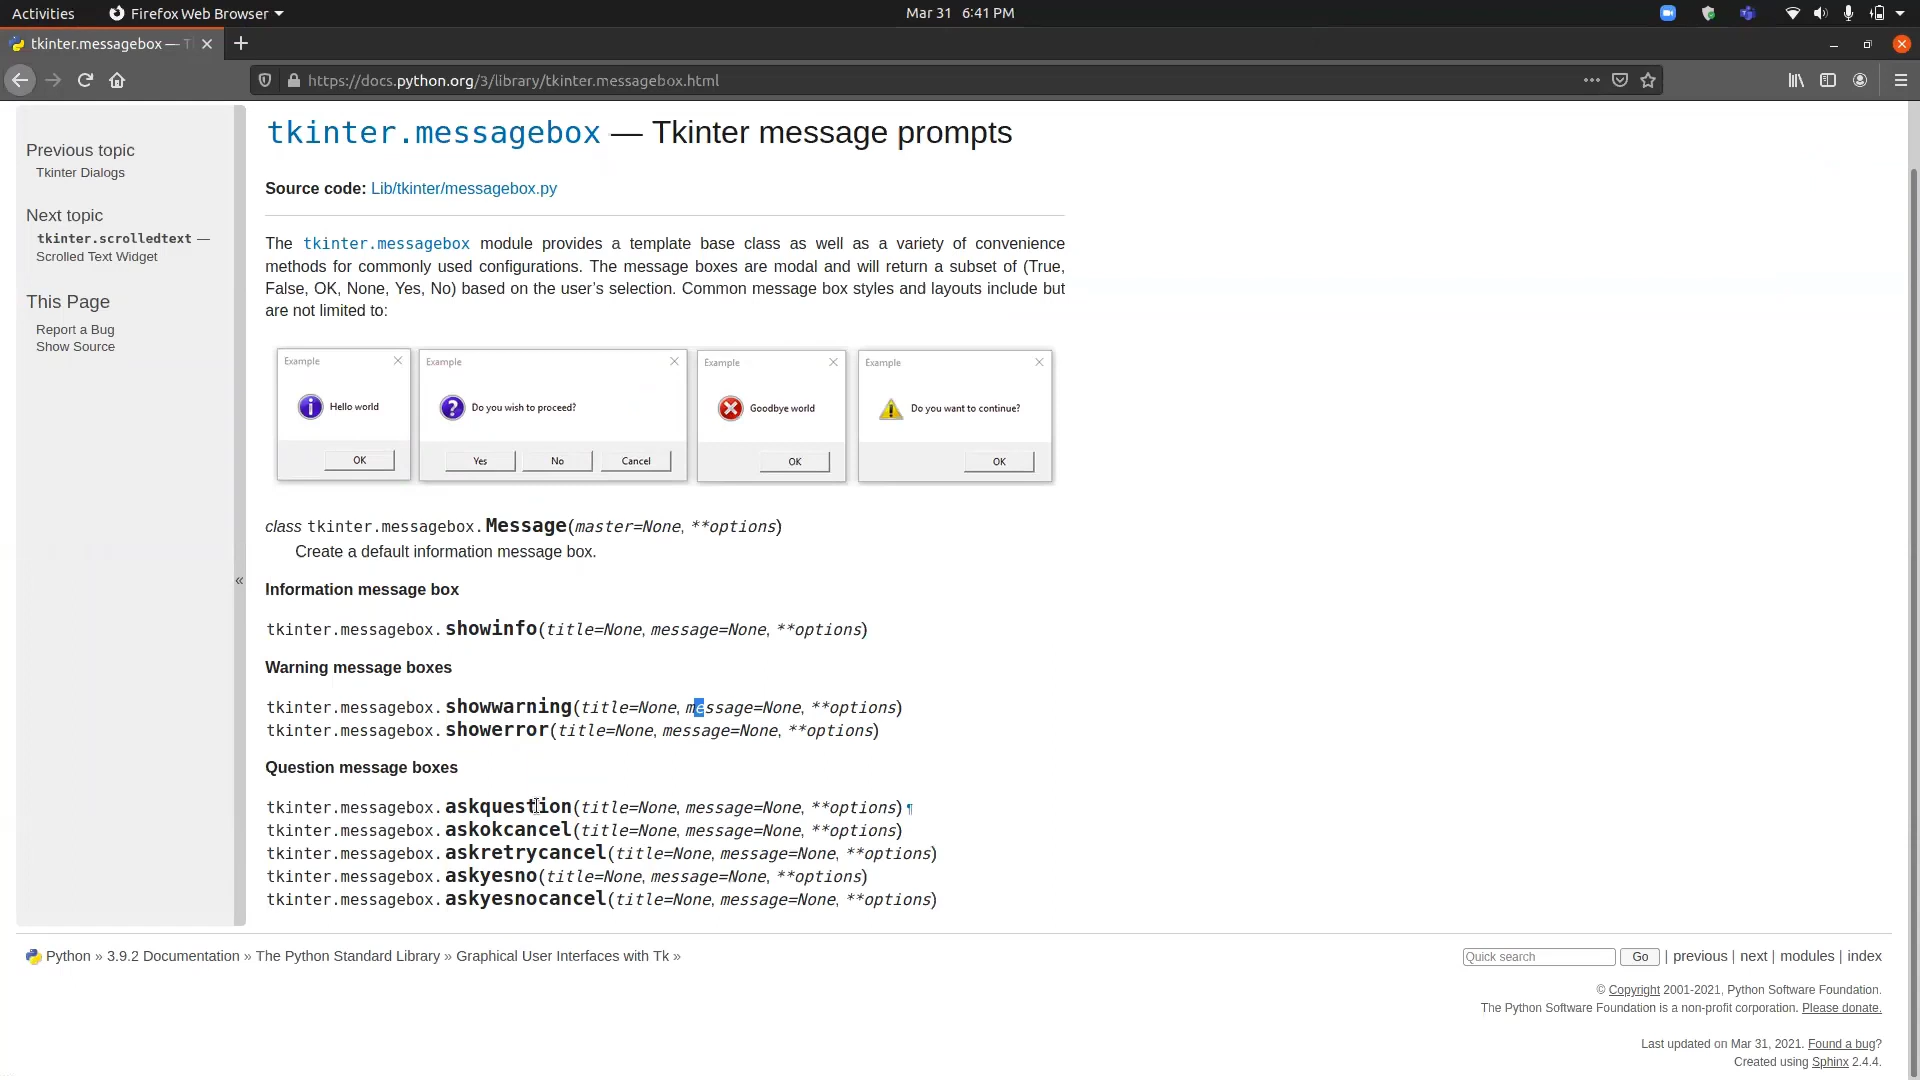 Activities Firefox Web Browser Mar 31 6:41 PM
tkinter.messagebox — T
https://docs.python.org/3/library/tkinter.messagebox.html
Previous topic
Tkinter Dialogs
Next topic
tkinter.scrolledtext —
Scrolled Text Widget
This Page
Report a Bug
Show Source
«
tkinter.messagebox — Tkinter message prompts
Source code: Lib/tkinter/messagebox.py
The tkinter.messagebox module provides a template base class as well as a variety of convenience
methods for commonly used configurations. The message boxes are modal and will return a subset of (True,
False, OK, None, Yes, No) based on the user’s selection. Common message box styles and layouts include but
are not limited to:
Example
Hello world
OK
Example
Do you wish to proceed?
Yes No Cancel
Example
Goodbye world
OK
Example
Do you want to continue?
OK
class tkinter.messagebox.Message(master=None, **options)
Create a default information message box.
Information message box
tkinter.messagebox.showinfo(title=None, message=None, **options)
Warning message boxes
tkinter.messagebox.showwarning(title=None, message=None, **options)
tkinter.messagebox.showerror(title=None, message=None, **options)
Question message boxes
tkinter.messagebox.askquestion(title=None, message=None, **options)¶
tkinter.messagebox.askokcancel(title=None, message=None, **options)
tkinter.messagebox.askretrycancel(title=None, message=None, **options)
tkinter.messagebox.askyesno(title=None, message=None, **options)
tkinter.messagebox.askyesnocancel(title=None, message=None, **options)
Python » 3.9.2 Documentation » The Python Standard Library » Graphical User Interfaces with Tk »
Quick search Go | previous | next | modules | index
© Copyright 2001-2021, Python Software Foundation.
The Python Software Foundation is a non-profit corporation. Please donate.
Last updated on Mar 31, 2021. Found a bug?
Created using Sphinx 2.4.4.